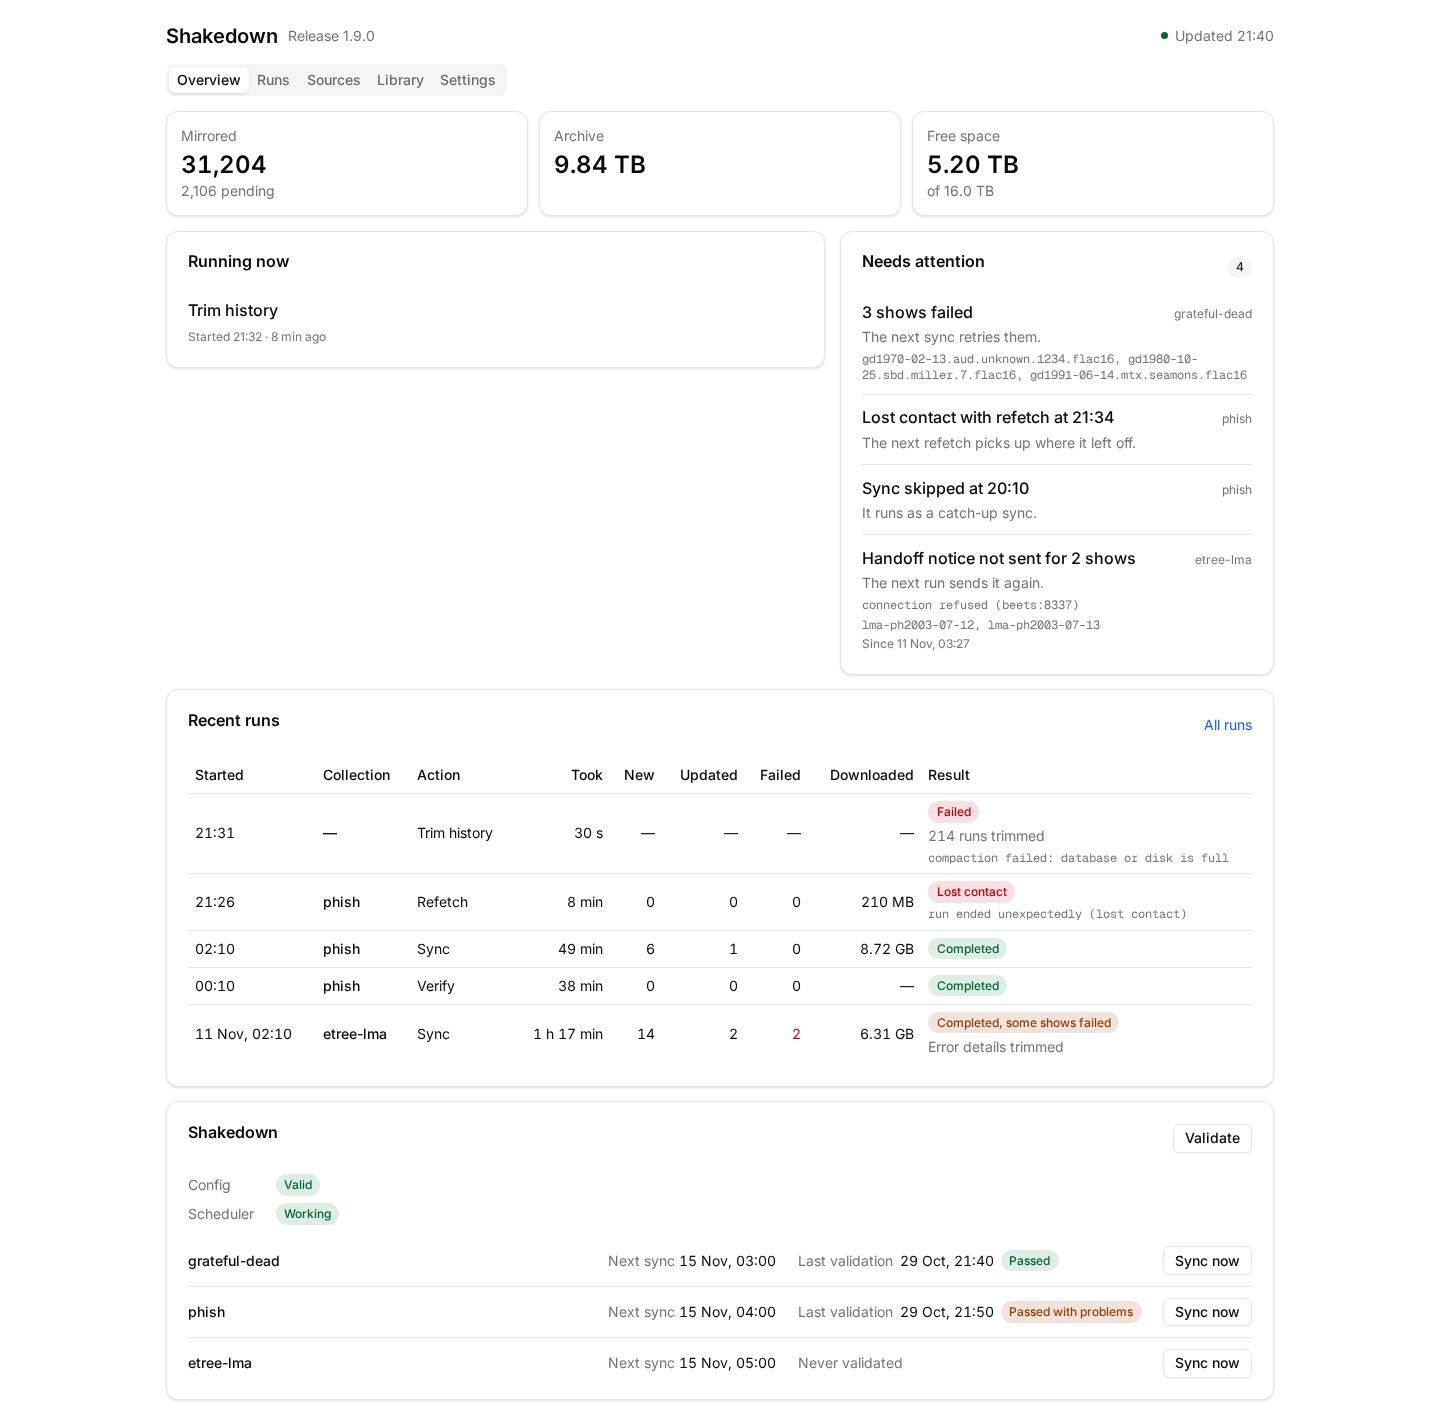 Shakedown Release 1.9.0
Updated 21:40
Overview Runs Sources Library Settings
Mirrored
31,204
2,106 pending
Archive
9.84 TB
Free space
5.20 TB
of 16.0 TB
Running now
Trim history
Started 21:32 · 8 min ago
Needs attention
4
3 shows failed grateful-dead
The next sync retries them.
gd1970-02-13.aud.unknown.1234.flac16, gd1980-10-
25.sbd.miller.7.flac16, gd1991-06-14.mtx.seamons.flac16
Lost contact with refetch at 21:34 phish
The next refetch picks up where it left off.
Sync skipped at 20:10 phish
It runs as a catch-up sync.
Handoff notice not sent for 2 shows etree-lma
The next run sends it again.
connection refused (beets:8337)
lma-ph2003-07-12, lma-ph2003-07-13
Since 11 Nov, 03:27
Recent runs
All runs
Started Collection Action Took New Updated Failed Downloaded Result
21:31 — Trim history 30 s — — — — Failed
214 runs trimmed
compaction failed: database or disk is full
21:26 phish Refetch 8 min 0 0 0 210 MB Lost contact
run ended unexpectedly (lost contact)
02:10 phish Sync 49 min 6 1 0 8.72 GB Completed
00:10 phish Verify 38 min 0 0 0 — Completed
11 Nov, 02:10 etree-lma Sync 1 h 17 min 14 2 2 6.31 GB Completed, some shows failed
Error details trimmed
Shakedown
Validate
Config Valid
Scheduler Working
grateful-dead Next sync 15 Nov, 03:00 Last validation 29 Oct, 21:40 Passed Sync now
phish Next sync 15 Nov, 04:00 Last validation 29 Oct, 21:50 Passed with problems Sync now
etree-lma Next sync 15 Nov, 05:00 Never validated Sync now